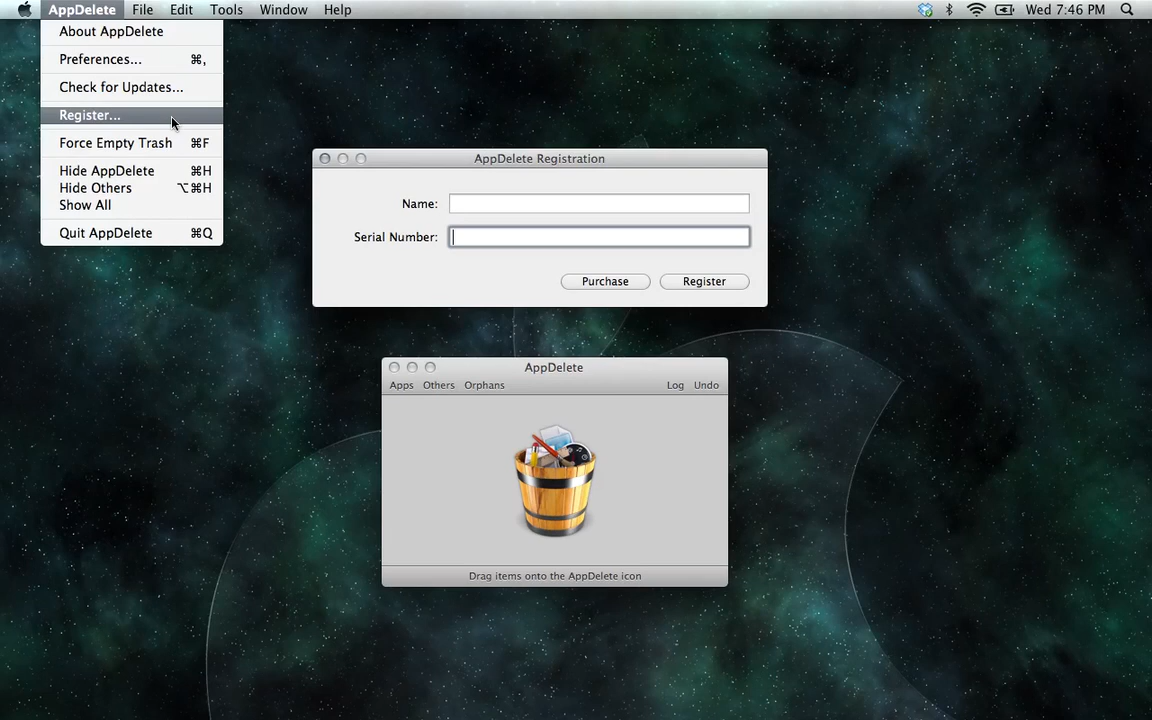 AppDelete File Edit Tools Window Help Wed 7:46 PM
About AppDelete
Preferences... ⌘,
Check for Updates...
Register...
Force Empty Trash ⌘F
Hide AppDelete ⌘H
Hide Others ⌥⌘H
Show All
Quit AppDelete ⌘Q
AppDelete Registration
Name:
Serial Number:
Purchase Register
AppDelete
Apps Others Orphans Log Undo
Drag items onto the AppDelete icon